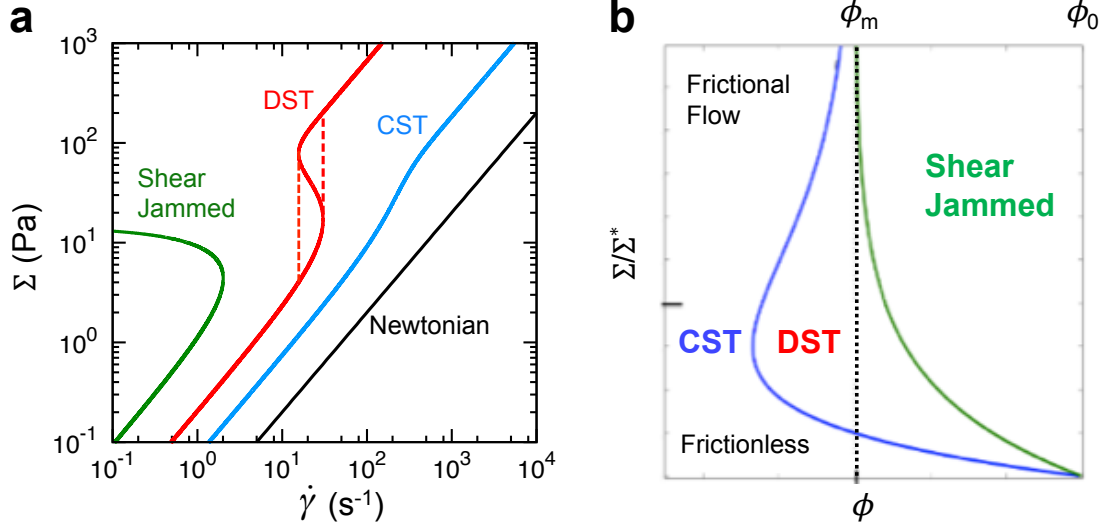 a
10³
10²
10¹
10⁰
10⁻¹
Σ (Pa)
DST
CST
Shear
Jammed
Newtonian
10⁻¹ 10⁰ 10¹ 10² 10³ 10⁴
γ̇ (s⁻¹)
b
ϕₘ ϕ₀
Frictional
Flow
Shear
Jammed
Σ/Σ*
CST DST
Frictionless
ϕ